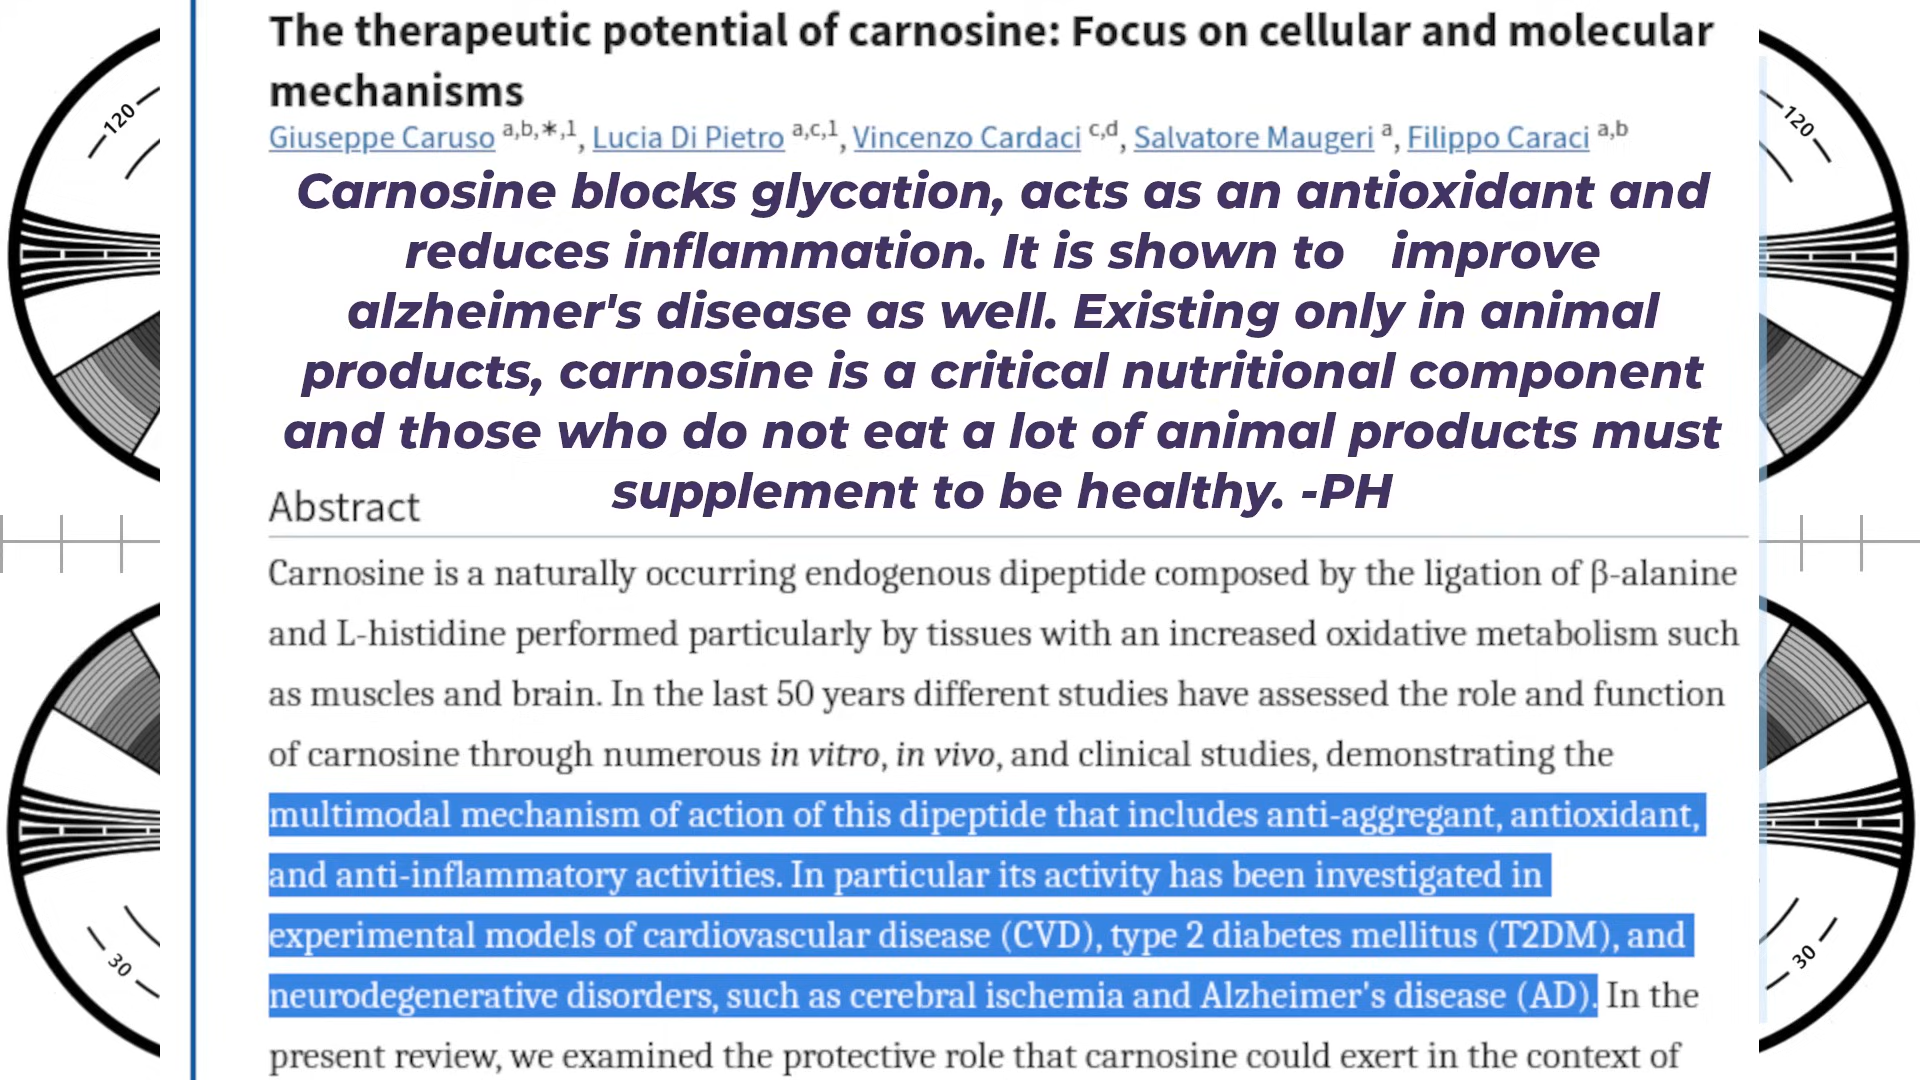 The therapeutic potential of carnosine: Focus on cellular and molecular
mechanisms
Giuseppe Caruso a,b,∗,1, Lucia Di Pietro a,c,1, Vincenzo Cardaci c,d, Salvatore Maugeri a, Filippo Caraci a,b
Carnosine blocks glycation, acts as an antioxidant and
reduces inflammation. It is shown to improve
alzheimer's disease as well. Existing only in animal
products, carnosine is a critical nutritional component
and those who do not eat a lot of animal products must
supplement to be healthy. -PH
Abstract
Carnosine is a naturally occurring endogenous dipeptide composed by the ligation of β-alanine
and L-histidine performed particularly by tissues with an increased oxidative metabolism such
as muscles and brain. In the last 50 years different studies have assessed the role and function
of carnosine through numerous in vitro, in vivo, and clinical studies, demonstrating the
multimodal mechanism of action of this dipeptide that includes anti-aggregant, antioxidant,
and anti-inflammatory activities. In particular its activity has been investigated in
experimental models of cardiovascular disease (CVD), type 2 diabetes mellitus (T2DM), and
neurodegenerative disorders, such as cerebral ischemia and Alzheimer's disease (AD). In the
present review, we examined the protective role that carnosine could exert in the context of
120
120
30
30